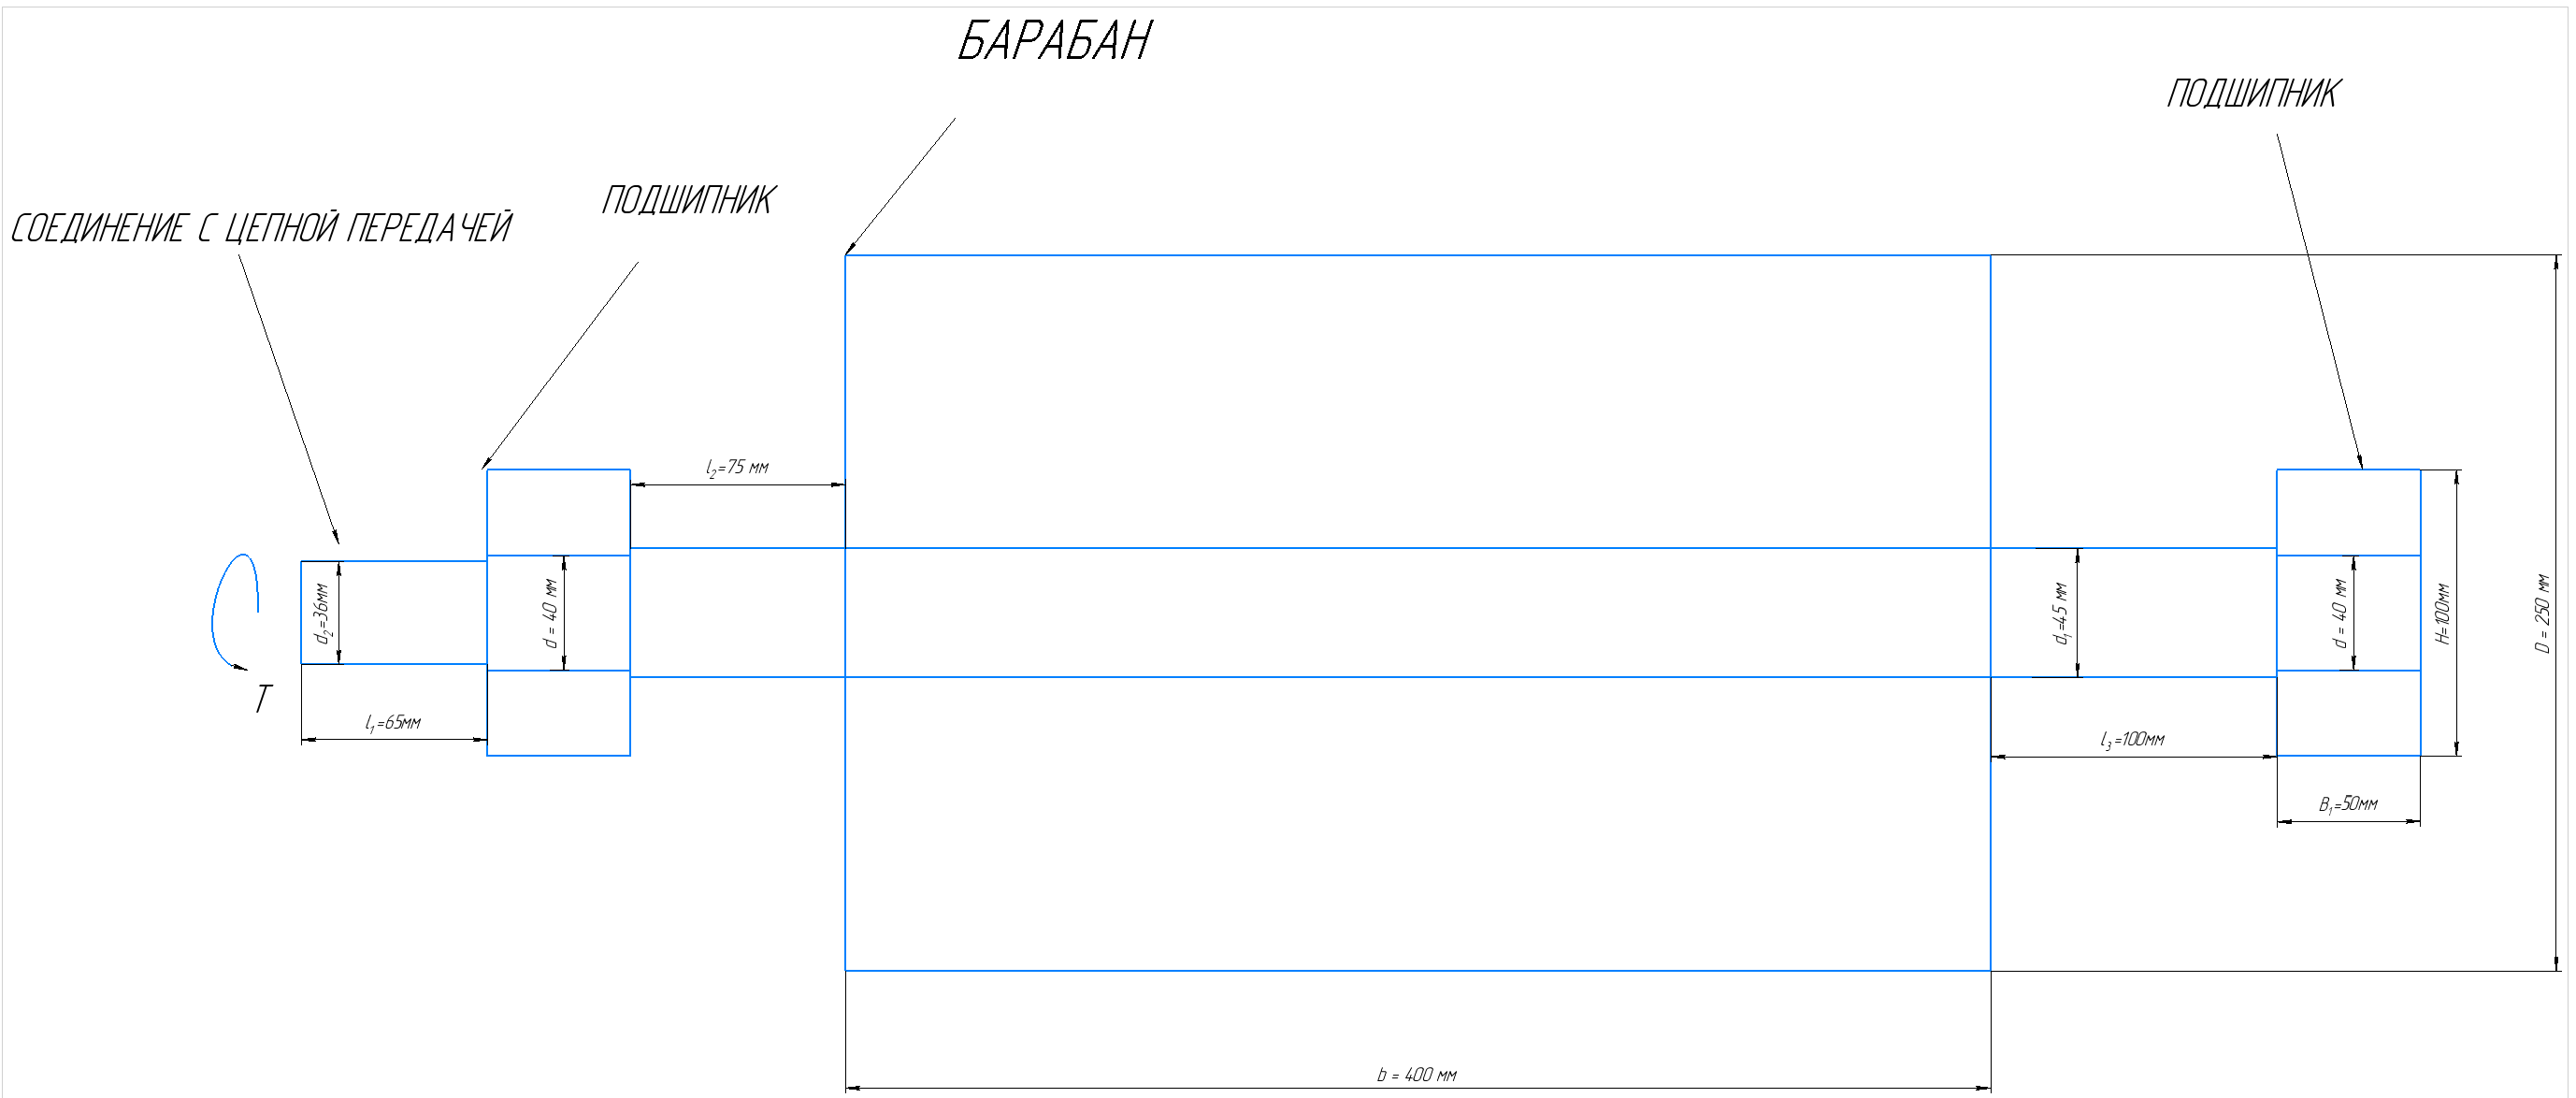 БАРАБАН
ПОДШИПНИК
ПОДШИПНИК
СОЕДИНЕНИЕ С ЦЕПНОЙ ПЕРЕДАЧЕЙ
l₂=75 мм
d₂=36мм
d = 40 мм
d₁=45 мм
d = 40 мм
H=100мм
D = 250 мм
T
l₁=65мм
l₃=100мм
B₁=50мм
b = 400 мм